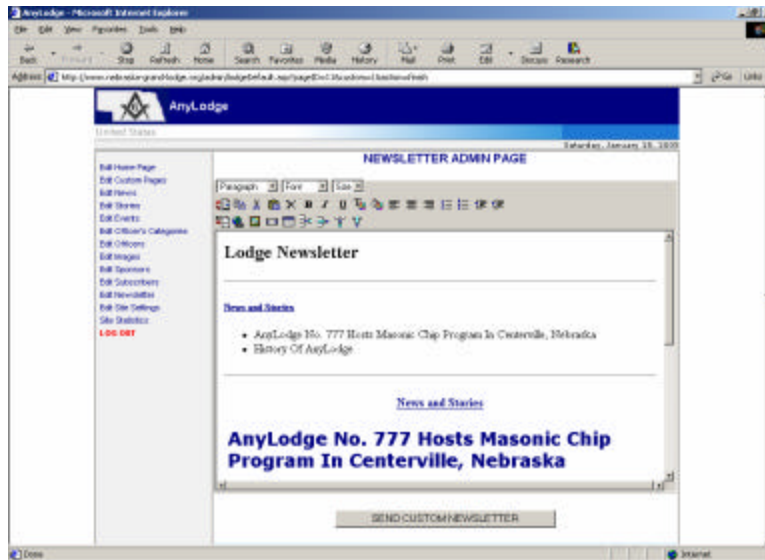 AnyLodge - Microsoft Internet Explorer
File Edit View Favorites Tools Help
Back Forward Stop Refresh Home Search Favorites Media History Mail Print Edit Discuss Research
Address
Go Links
AnyLodge
United States
Saturday, January 25, 2003
NEWSLETTER ADMIN PAGE
Edit Home Page
Edit Custom Pages
Edit News
Edit Stories
Edit Events
Edit Officer's Categories
Edit Officers
Edit Images
Edit Sponsors
Edit Subscribers
Edit Newsletter
Edit Site Settings
Site Statistics
LOG OUT
Paragraph Font Size
Lodge Newsletter
News and Stories
• AnyLodge No. 777 Hosts Masonic Chip Program In Centerville, Nebraska
• History Of AnyLodge
News and Stories
AnyLodge No. 777 Hosts Masonic Chip
Program In Centerville, Nebraska
SEND CUSTOM NEWSLETTER
Done
Internet